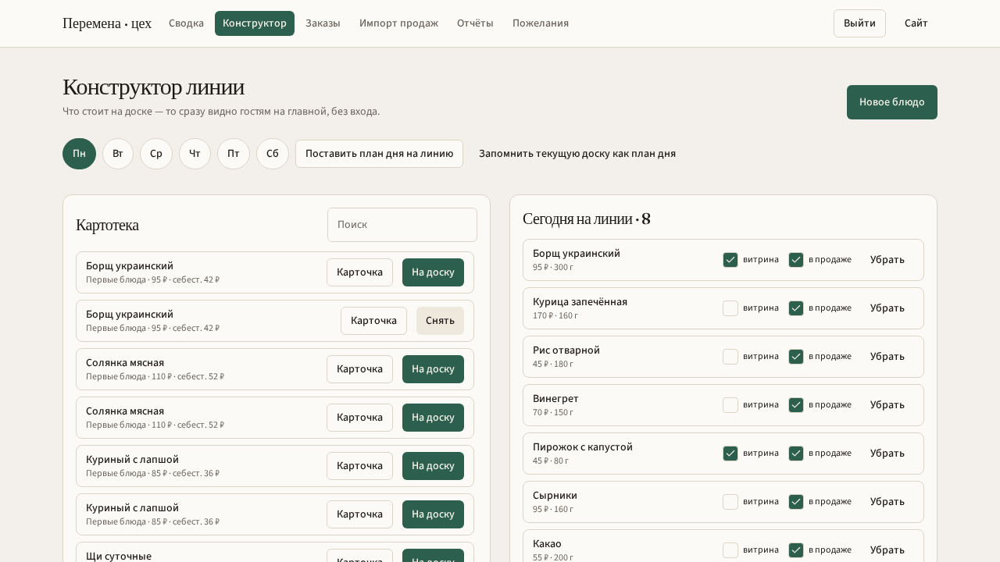 Перемена · цех
Сводка
Конструктор
Заказы
Импорт продаж
Отчёты
Пожелания
Выйти
Сайт
Конструктор линии
Что стоит на доске — то сразу видно гостям на главной, без входа.
Новое блюдо
Пн
Вт
Ср
Чт
Пт
Сб
Поставить план дня на линию
Запомнить текущую доску как план дня
Картотека
Поиск
Борщ украинский
Первые блюда · 95 ₽ · себест. 42 ₽
Карточка
На доску
Борщ украинский
Первые блюда · 95 ₽ · себест. 42 ₽
Карточка
Снять
Солянка мясная
Первые блюда · 110 ₽ · себест. 52 ₽
Карточка
На доску
Солянка мясная
Первые блюда · 110 ₽ · себест. 52 ₽
Карточка
На доску
Куриный с лапшой
Первые блюда · 85 ₽ · себест. 36 ₽
Карточка
На доску
Куриный с лапшой
Первые блюда · 85 ₽ · себест. 36 ₽
Карточка
На доску
Щи суточные
Карточка
На доску
Сегодня на линии · 8
Борщ украинский
95 ₽ · 300 г
витрина
в продаже
Убрать
Курица запечённая
170 ₽ · 160 г
витрина
в продаже
Убрать
Рис отварной
45 ₽ · 180 г
витрина
в продаже
Убрать
Винегрет
70 ₽ · 150 г
витрина
в продаже
Убрать
Пирожок с капустой
45 ₽ · 80 г
витрина
в продаже
Убрать
Сырники
95 ₽ · 160 г
витрина
в продаже
Убрать
Какао
55 ₽ · 200 г
витрина
в продаже
Убрать